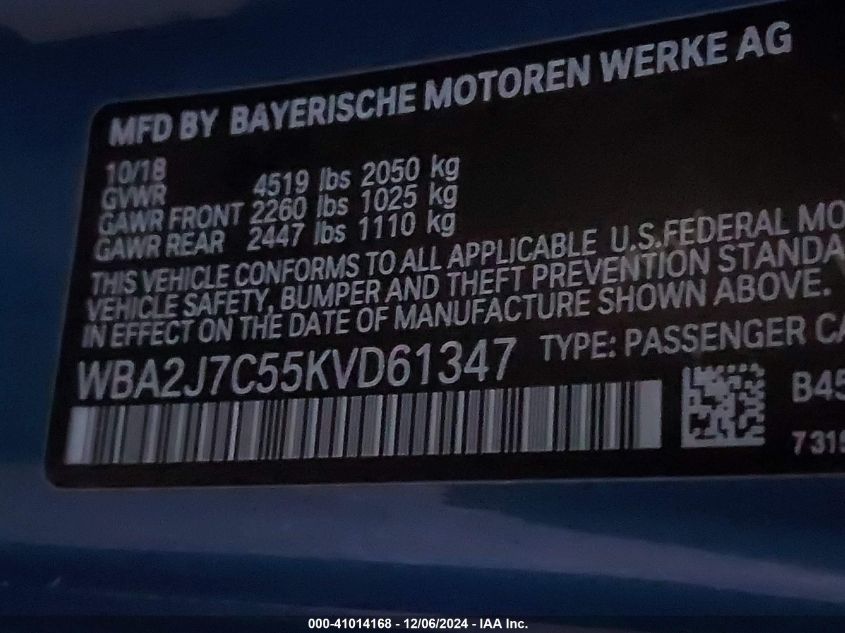 MFD BY BAYERISCHE MOTOREN WERKE AG
10/18
GVWR 4519 lbs 2050 kg
GAWR FRONT 2260 lbs 1025 kg
GAWR REAR 2447 lbs 1110 kg
THIS VEHICLE CONFORMS TO ALL APPLICABLE U.S.FEDERAL MO
VEHICLE SAFETY, BUMPER AND THEFT PREVENTION STANDA
IN EFFECT ON THE DATE OF MANUFACTURE SHOWN ABOVE.
WBA2J7C55KVD61347 TYPE: PASSENGER CA
B45
7315
000-41014168 - 12/06/2024 - IAA Inc.